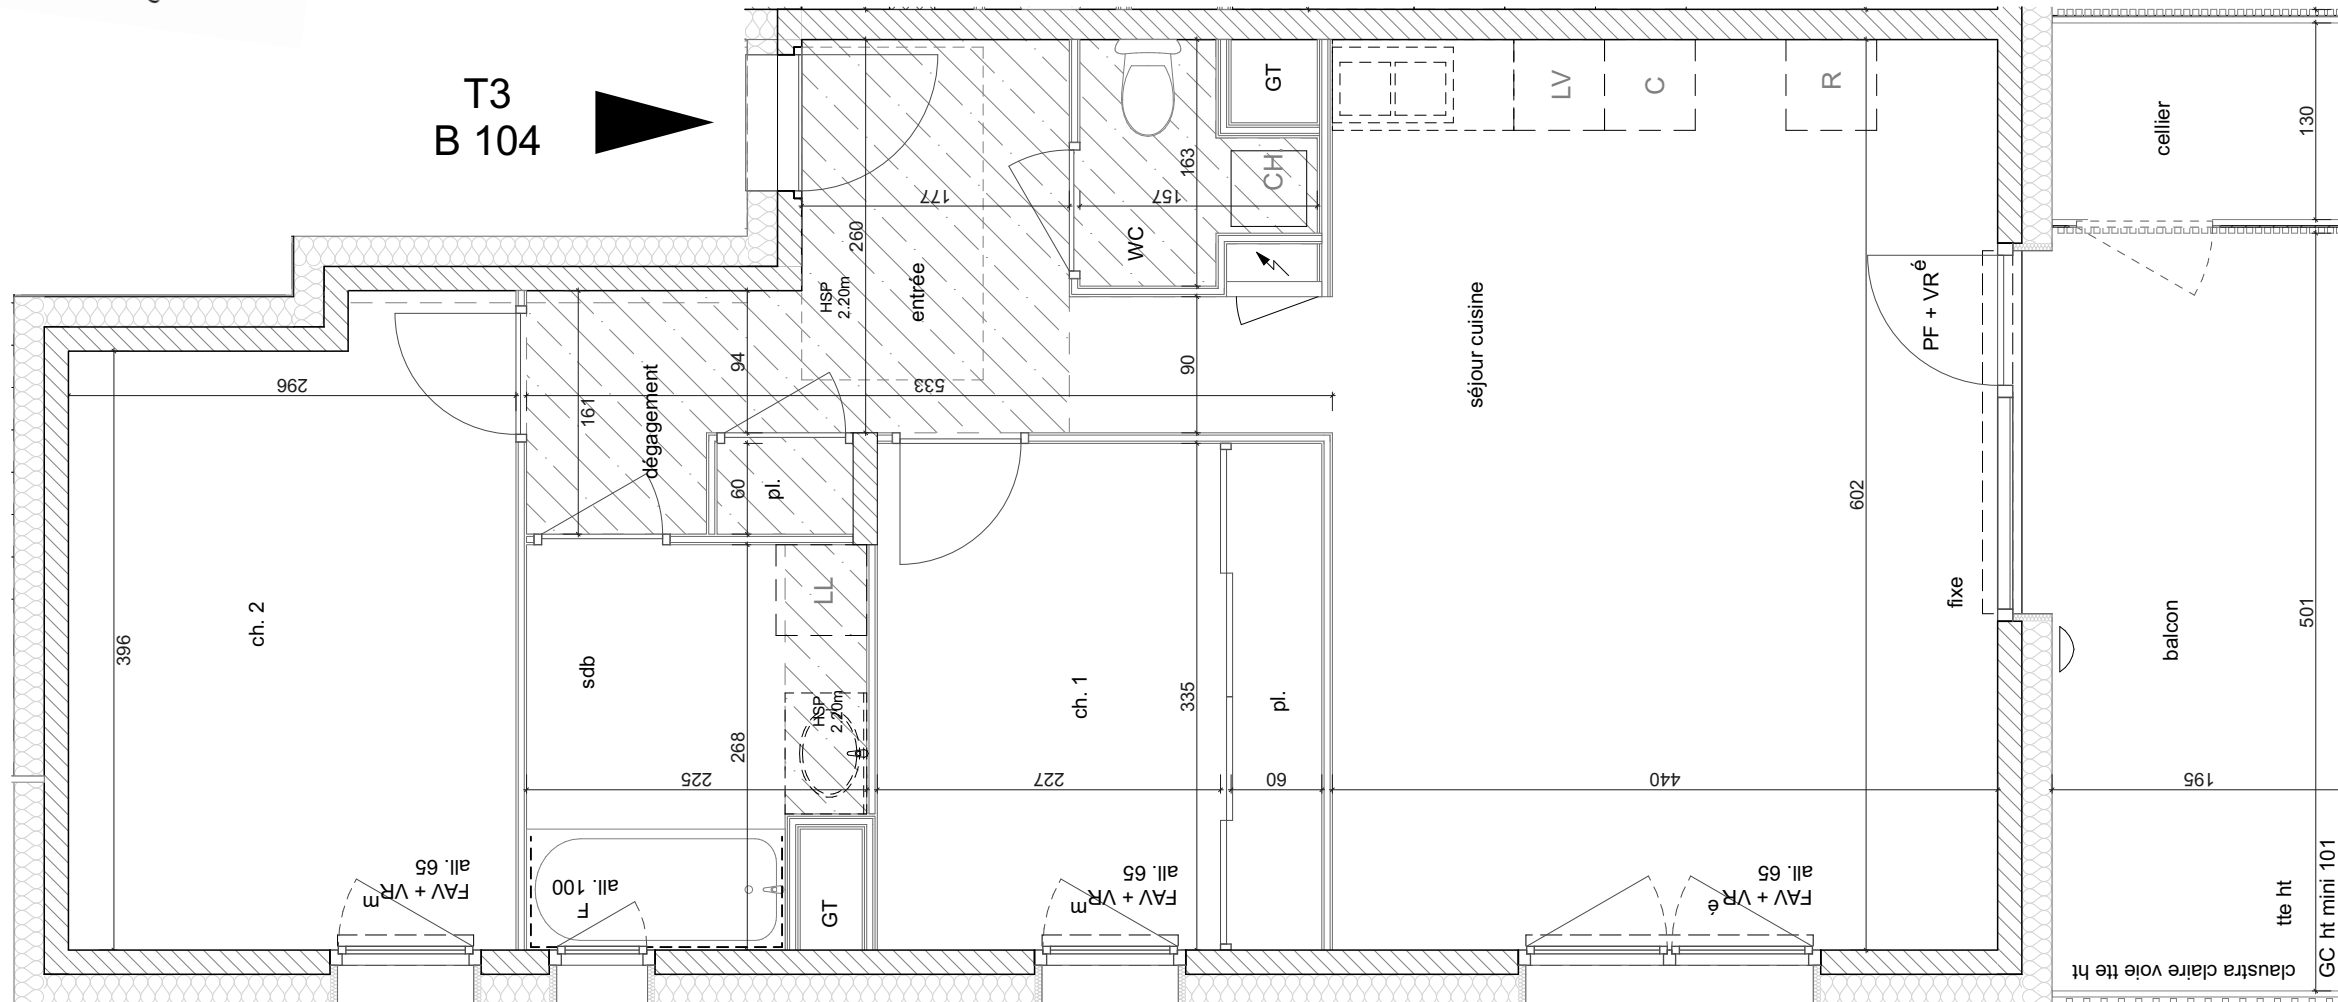 T3
B 104
GT
LV
C
R
cellier
130
163
CH.
177
157
WC
260
entrée
HSP
2.20m
séjour cuisine
PF + VR é
296
94
533
90
161
dégagement
60
pl.
602
396
ch. 2
sdb
LL
HSP
2.20m
ch. 1
335
pl.
fixe
balcon
501
268
225
227
60
440
195
FAV + VR m
all. 65
F
all. 100
GT
FAV + VR m
all. 65
FAV + VR é
all. 65
tte ht
GC ht mini 101
claustra claire voie tte ht